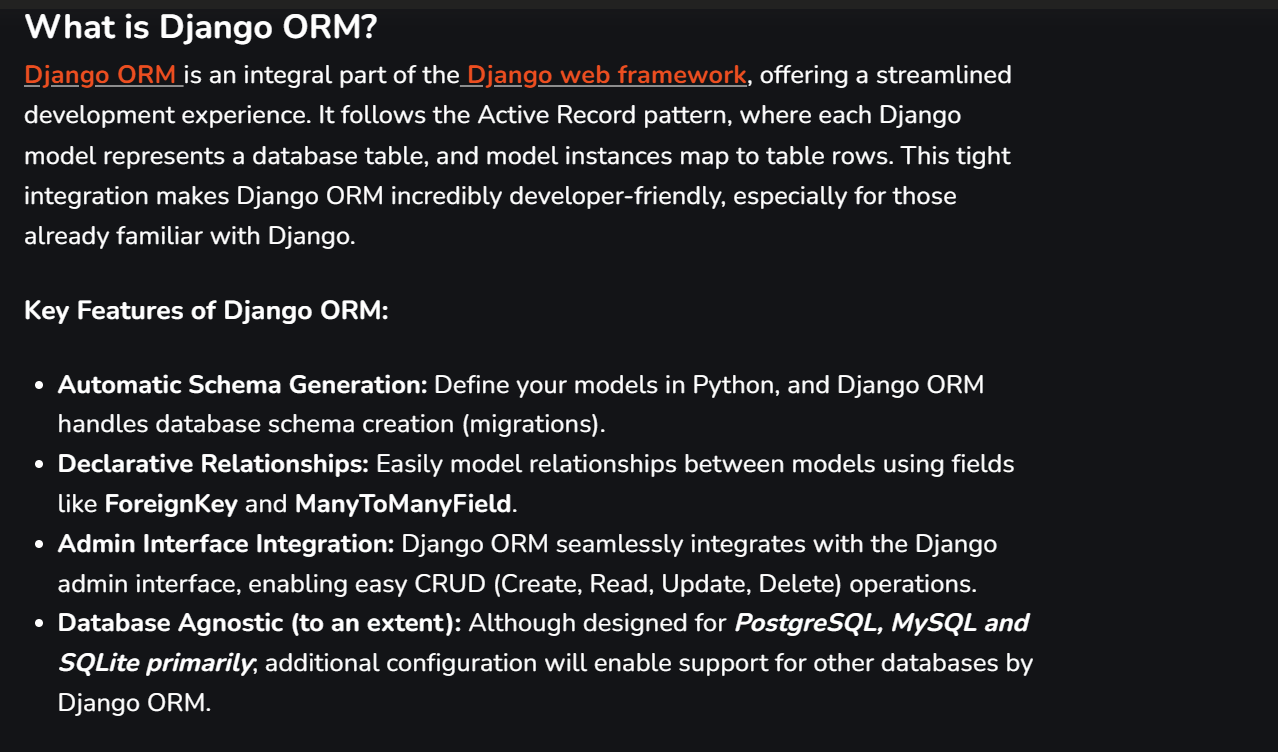 What is Django ORM?
Django ORM is an integral part of the Django web framework, offering a streamlined
development experience. It follows the Active Record pattern, where each Django
model represents a database table, and model instances map to table rows. This tight
integration makes Django ORM incredibly developer-friendly, especially for those
already familiar with Django.
Key Features of Django ORM:
• Automatic Schema Generation: Define your models in Python, and Django ORM
handles database schema creation (migrations).
• Declarative Relationships: Easily model relationships between models using fields
like ForeignKey and ManyToManyField.
• Admin Interface Integration: Django ORM seamlessly integrates with the Django
admin interface, enabling easy CRUD (Create, Read, Update, Delete) operations.
• Database Agnostic (to an extent): Although designed for PostgreSQL, MySQL and
SQLite primarily; additional configuration will enable support for other databases by
Django ORM.